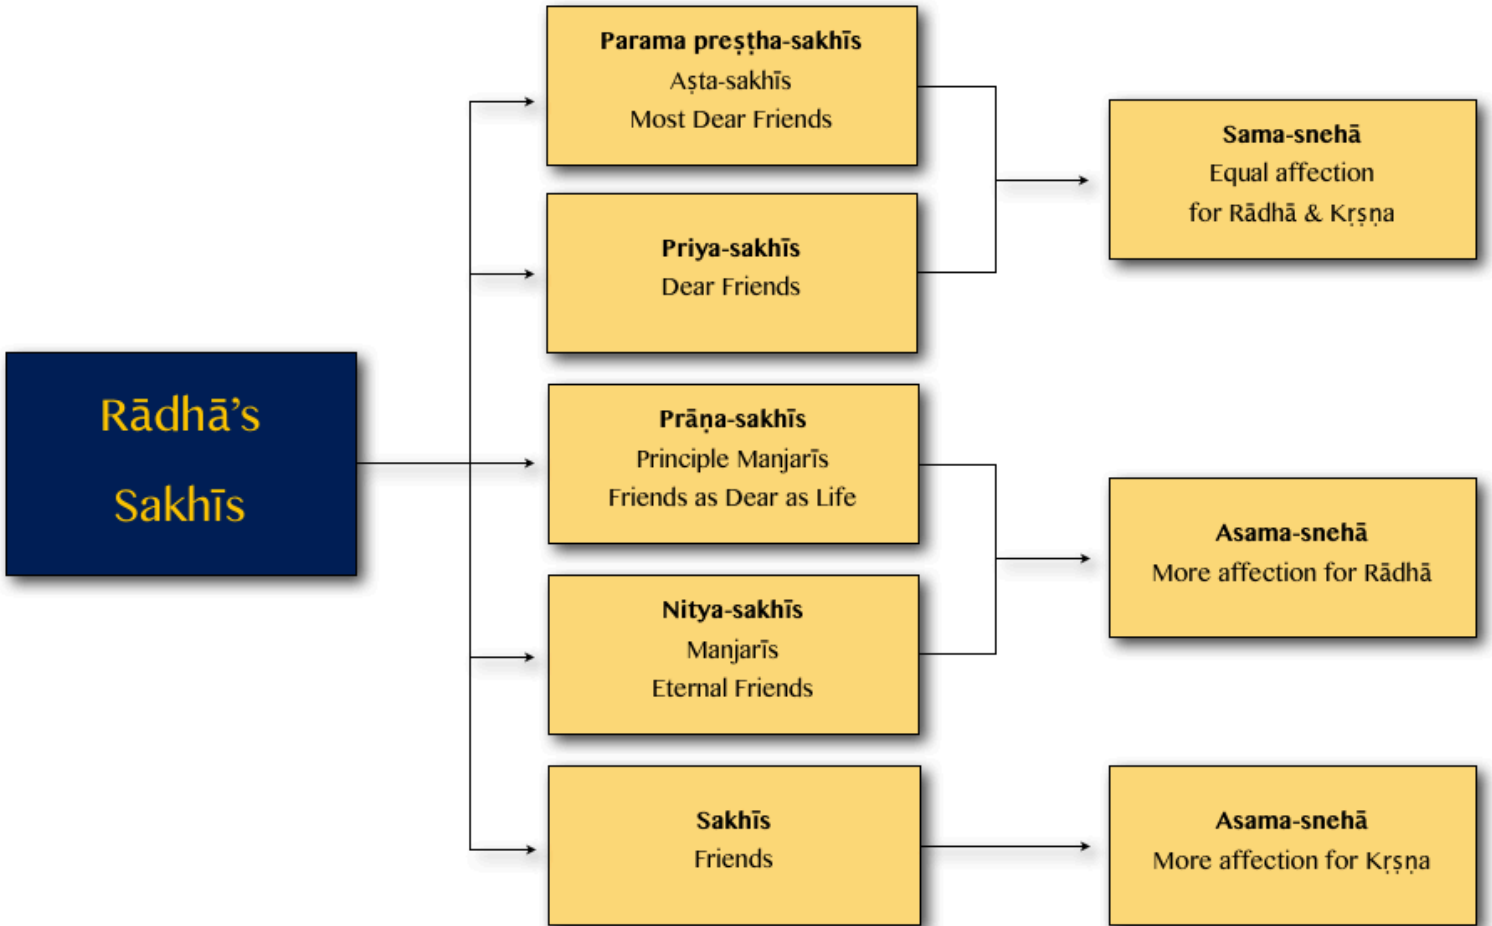 Rādhā's
Sakhīs
Parama preṣṭha-sakhīs
Aṣta-sakhīs
Most Dear Friends
Priya-sakhīs
Dear Friends
Prāṇa-sakhīs
Principle Manjarīs
Friends as Dear as Life
Nitya-sakhīs
Manjarīs
Eternal Friends
Sakhīs
Friends
Sama-snehā
Equal affection
for Rādhā & Kṛṣṇa
Asama-snehā
More affection for Rādhā
Asama-snehā
More affection for Kṛṣṇa